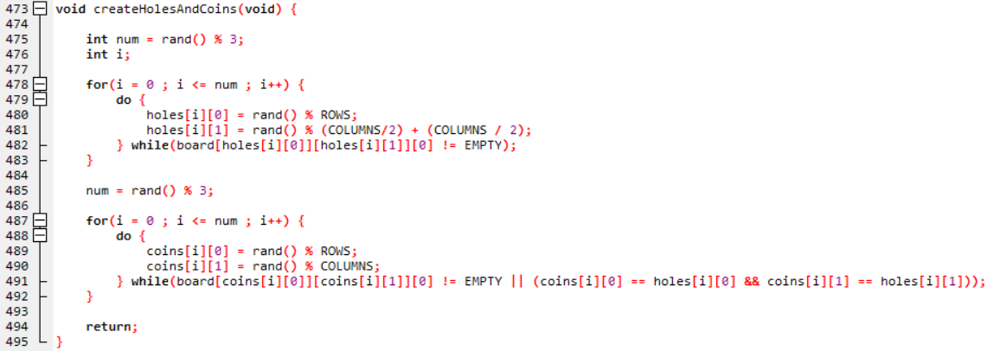 473 void createHolesAndCoins(void) {
474
475     int num = rand() % 3;
476     int i;
477
478     for(i = 0 ; i <= num ; i++) {
479         do {
480             holes[i][0] = rand() % ROWS;
481             holes[i][1] = rand() % (COLUMNS/2) + (COLUMNS / 2);
482         } while(board[holes[i][0]][holes[i][1]][0] != EMPTY);
483     }
484
485     num = rand() % 3;
486
487     for(i = 0 ; i <= num ; i++) {
488         do {
489             coins[i][0] = rand() % ROWS;
490             coins[i][1] = rand() % COLUMNS;
491         } while(board[coins[i][0]][coins[i][1]][0] != EMPTY || (coins[i][0] == holes[i][0] && coins[i][1] == holes[i][1]));
492     }
493
494     return;
495 }